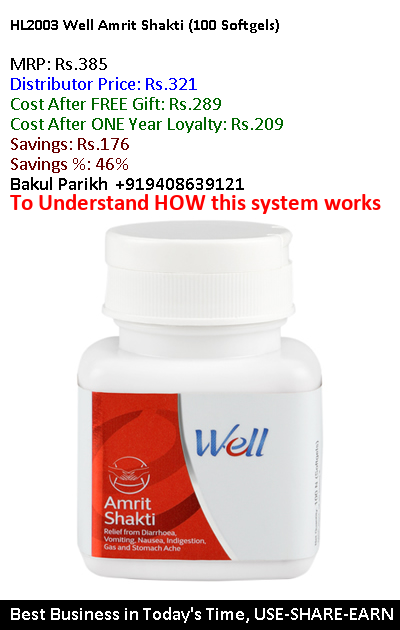 HL2003 Well Amrit Shakti (100 Softgels)
MRP: Rs.385
Distributor Price: Rs.321
Cost After FREE Gift: Rs.289
Cost After ONE Year Loyalty: Rs.209
Savings: Rs.176
Savings %: 46%
Bakul Parikh +919408639121
To Understand HOW this system works
Well
Amrit
Shakti
Relief from Diarrhoea,
Vomiting, Nausea, Indigestion,
Gas and Stomach Ache
Best Business in Today's Time, USE-SHARE-EARN